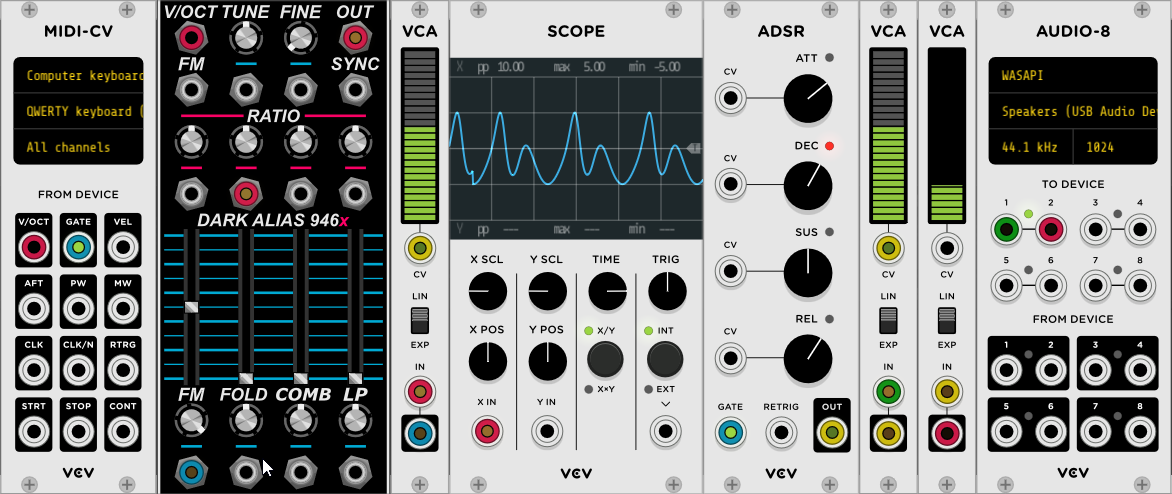 MIDI-CV
Computer keyboard
QWERTY keyboard (
All channels
FROM DEVICE
V/OCT GATE VEL
AFT PW MW
CLK CLK/N RTRG
STRT STOP CONT
VCV
V/OCT TUNE FINE OUT
FM SYNC
RATIO
DARK ALIAS 946x
FM FOLD COMB LP
VCA
CV
LIN
EXP
IN
SCOPE
X pp 10.00 max 5.00 min -5.00
Y pp --- max --- min ---
X SCL Y SCL TIME TRIG
X POS Y POS X/Y INT
X×Y EXT
X IN Y IN
VCV
ADSR
ATT
CV
DEC
CV
SUS
CV
REL
CV
GATE RETRIG OUT
VCA
CV
LIN
EXP
IN
VCA
CV
LIN
EXP
IN
AUDIO-8
WASAPI
Speakers (USB Audio De
44.1 kHz 1024
TO DEVICE
1 2 3 4
5 6 7 8
FROM DEVICE
1 2 3 4
5 6 7 8
VCV